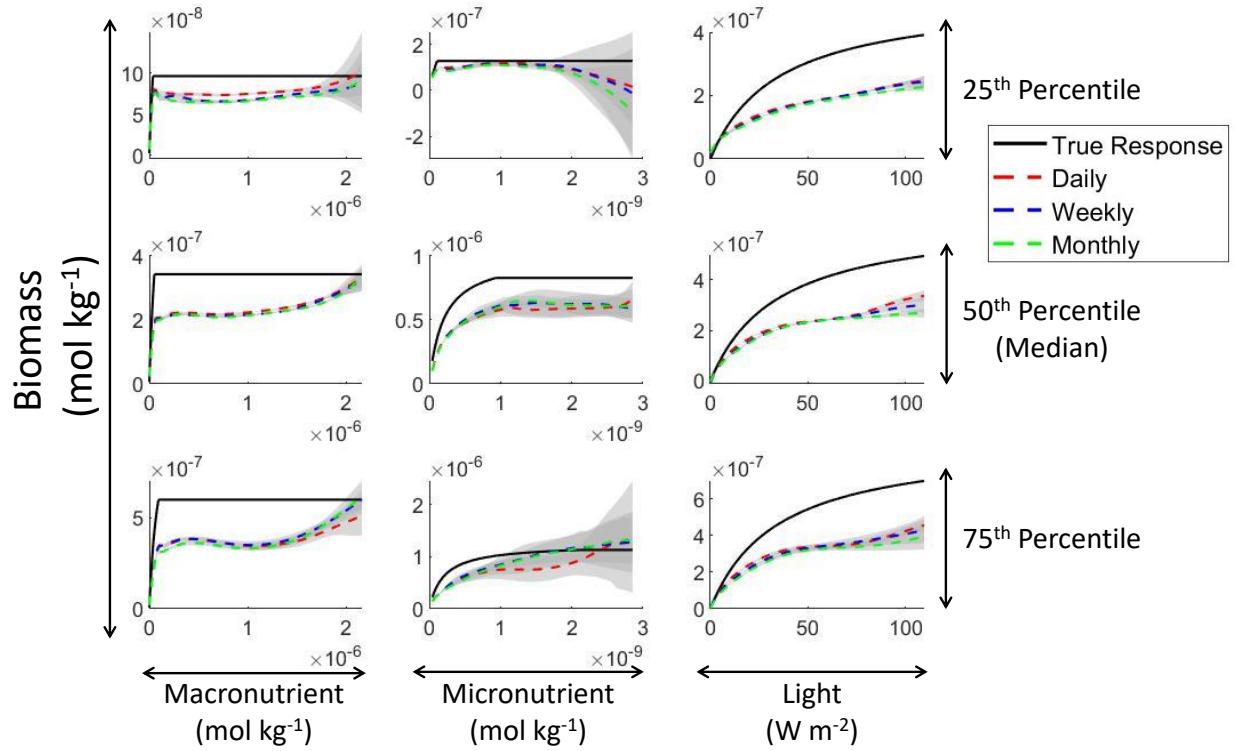 ×10⁻⁸
10
8
6
0 1 2
×10⁻⁶
×10⁻⁷
2
0
-2
0 1 2 3
×10⁻⁹
×10⁻⁷
4
2
0
0 50 100
25th Percentile
True Response
Daily
Weekly
Monthly
×10⁻⁷
4
2
0
0 1 2
×10⁻⁶
×10⁻⁶
1
0.5
0
0 1 2 3
×10⁻⁹
×10⁻⁷
4
2
0
0 50 100
50th Percentile
(Median)
×10⁻⁷
5
0
0 1 2
×10⁻⁶
×10⁻⁶
2
1
0
0 1 2 3
×10⁻⁹
×10⁻⁷
6
4
2
0
0 50 100
75th Percentile
Biomass
(mol kg⁻¹)
Macronutrient
(mol kg⁻¹)
Micronutrient
(mol kg⁻¹)
Light
(W m⁻²)